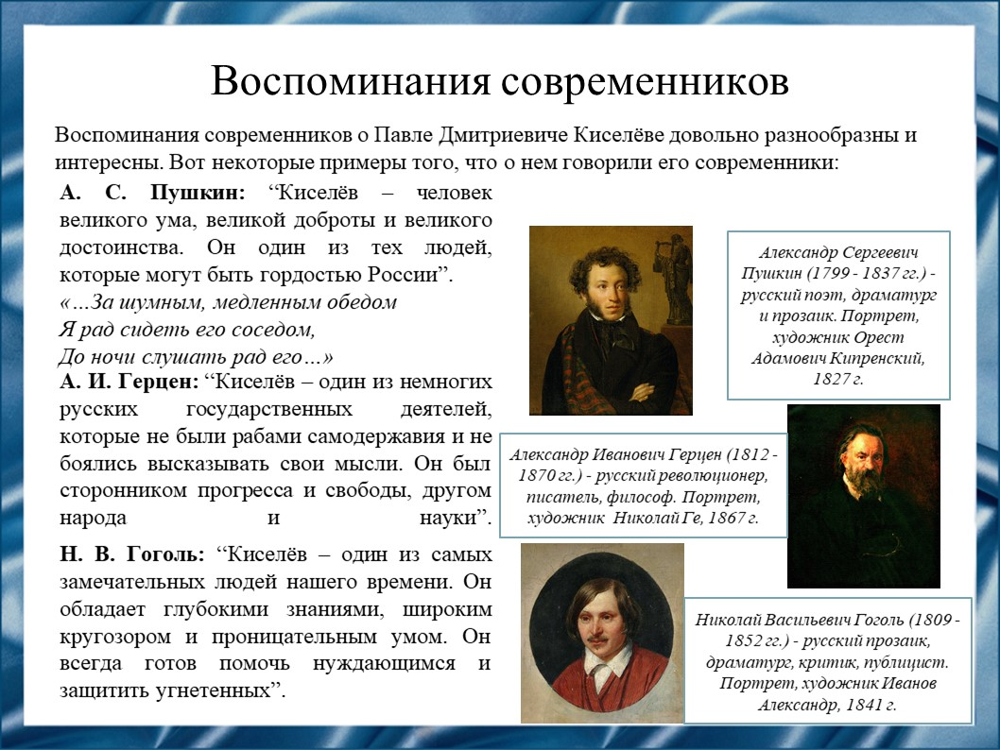 Воспоминания современников
Воспоминания современников о Павле Дмитриевиче Киселёве довольно разнообразны и
интересны. Вот некоторые примеры того, что о нем говорили его современники:
А. С. Пушкин: “Киселёв – человек
великого ума, великой доброты и великого
достоинства. Он один из тех людей,
которые могут быть гордостью России”.
«…За шумным, медленным обедом
Я рад сидеть его соседом,
До ночи слушать рад его…»
А. И. Герцен: “Киселёв – один из немногих
русских государственных деятелей,
которые не были рабами самодержавия и не
боялись высказывать свои мысли. Он был
сторонником прогресса и свободы, другом
народа и науки”.
Н. В. Гоголь: “Киселёв – один из самых
замечательных людей нашего времени. Он
обладает глубокими знаниями, широким
кругозором и проницательным умом. Он
всегда готов помочь нуждающимся и
защитить угнетенных”.
Александр Сергеевич
Пушкин (1799 - 1837 гг.) -
русский поэт, драматург
и прозаик. Портрет,
художник Орест
Адамович Кипренский,
1827 г.
Александр Иванович Герцен (1812 -
1870 гг.) - русский революционер,
писатель, философ. Портрет,
художник Николай Ге, 1867 г.
Николай Васильевич Гоголь (1809 -
1852 гг.) - русский прозаик,
драматург, критик, публицист.
Портрет, художник Иванов
Александр, 1841 г.